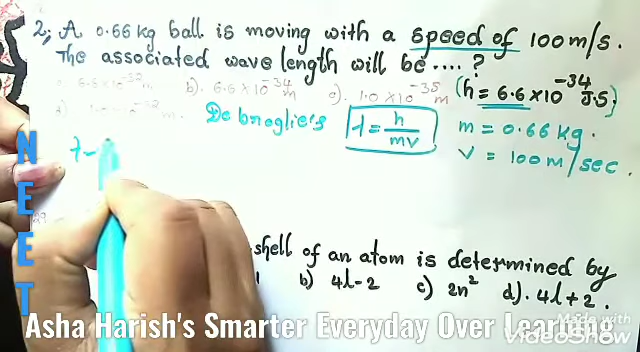 2; A 0.66 kg ball is moving with a speed of 100 m/s.
The associated wave length will be ....?
b). 6.6 × 10⁻³⁴ m c). 1.0 × 10⁻³⁵ m (h = 6.6 × 10⁻³⁴ J.S)
De broglie's λ = h/mv m = 0.66 kg.
v = 100 m/sec
λ =
shell of an atom is determined by
b) 4l-2 c) 2n² d). 4l+2.
NEET
Asha Harish's Smarter Everyday Over Learning
Made with
VideoShow